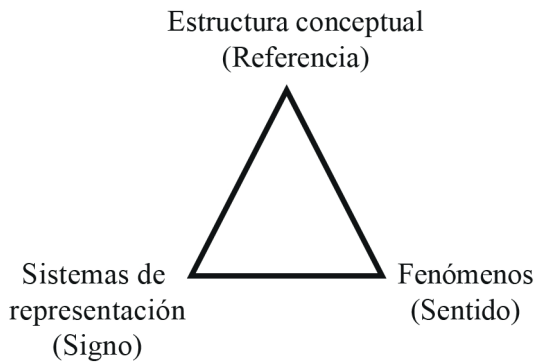 Estructura conceptual
(Referencia)
Sistemas de
representación
(Signo)
Fenómenos
(Sentido)